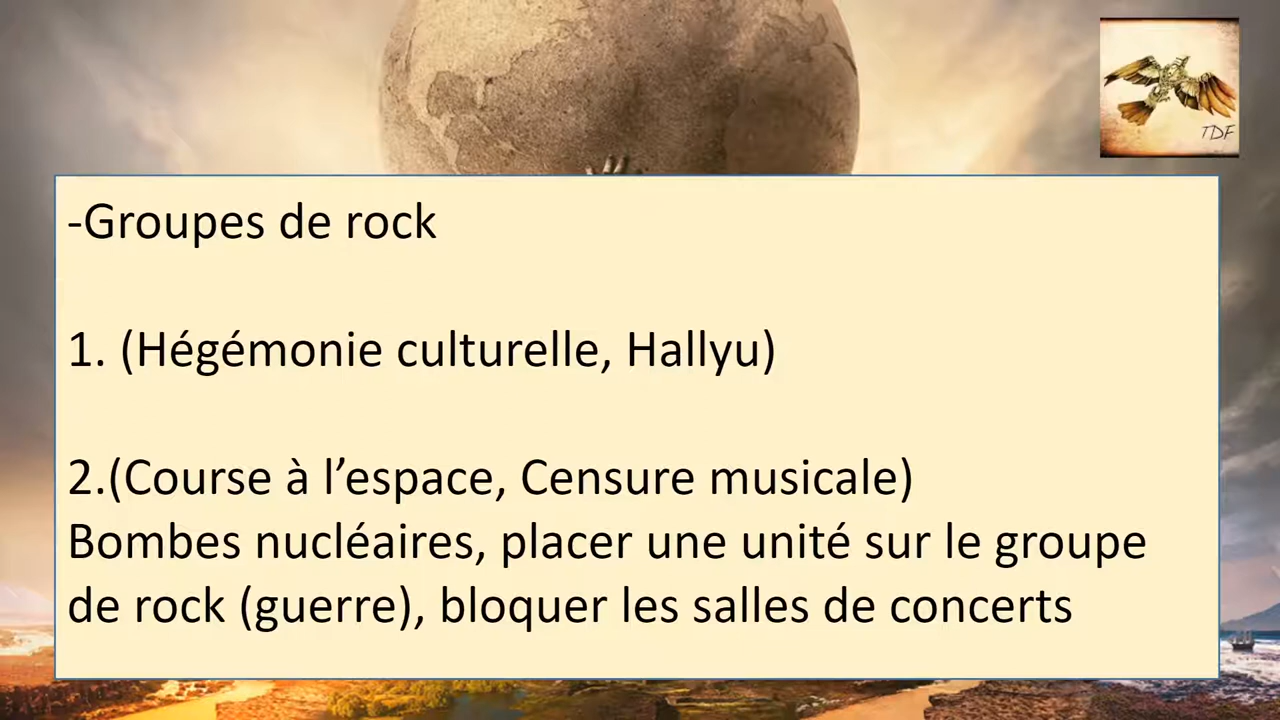 TDF
-Groupes de rock
1. (Hégémonie culturelle, Hallyu)
2.(Course à l’espace, Censure musicale)
Bombes nucléaires, placer une unité sur le groupe
de rock (guerre), bloquer les salles de concerts